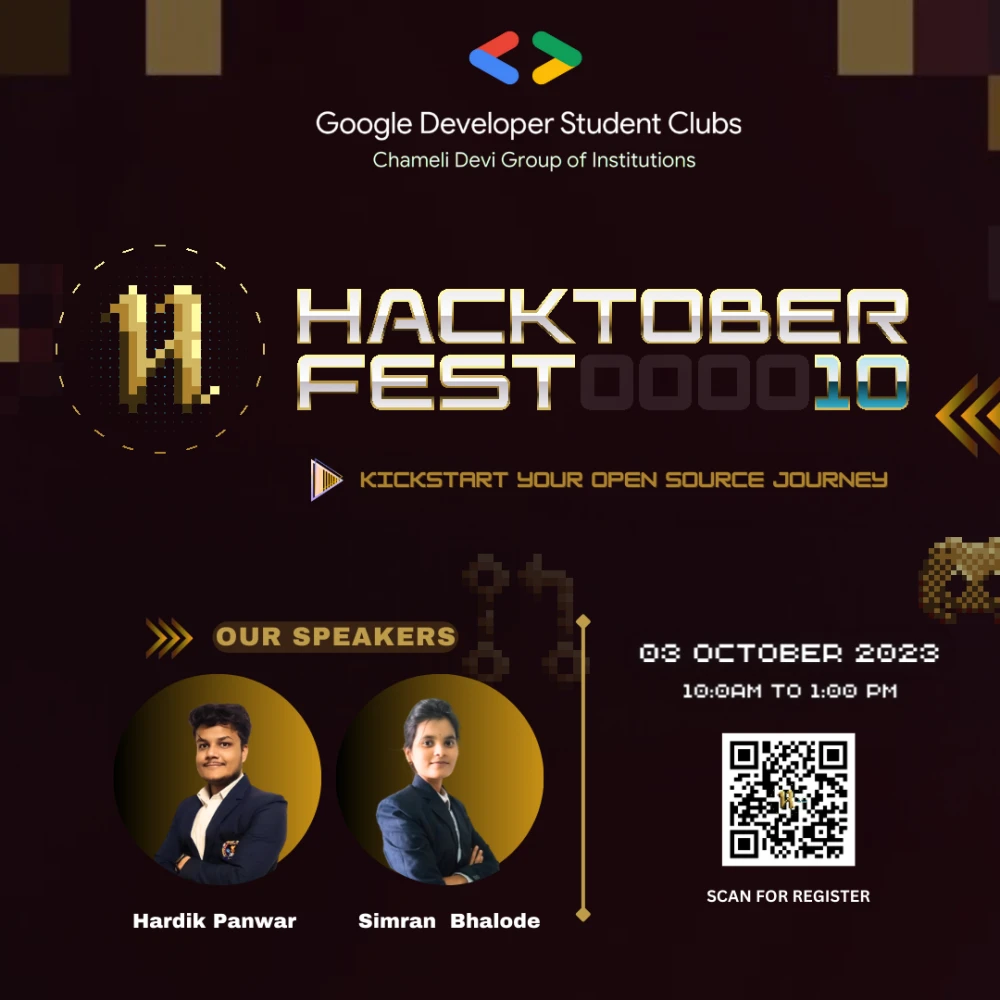 Google Developer Student Clubs
Chameli Devi Group of Institutions
HACKTOBER
FEST000010
KICKSTART YOUR OPEN SOURCE JOURNEY
OUR SPEAKERS
Hardik Panwar
Simran Bhalode
03 OCTOBER 2023
10:0AM TO 1:00 PM
SCAN FOR REGISTER